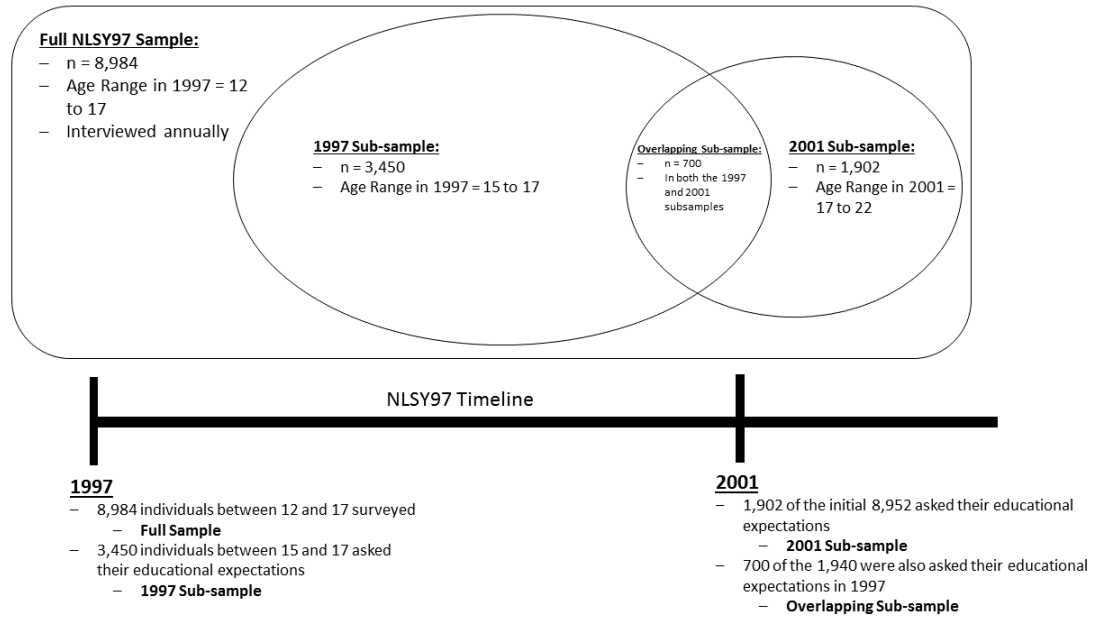 Full NLSY97 Sample:
– n = 8,984
– Age Range in 1997 = 12
to 17
– Interviewed annually
1997 Sub-sample:
– n = 3,450
– Age Range in 1997 = 15 to 17
Overlapping Sub-sample:
– n = 700
– In both the 1997
and 2001
subsamples
2001 Sub-sample:
– n = 1,902
– Age Range in 2001 =
17 to 22
NLSY97 Timeline
1997
– 8,984 individuals between 12 and 17 surveyed
– Full Sample
– 3,450 individuals between 15 and 17 asked
their educational expectations
– 1997 Sub-sample
2001
– 1,902 of the initial 8,952 asked their educational
expectations
– 2001 Sub-sample
– 700 of the 1,940 were also asked their educational
expectations in 1997
– Overlapping Sub-sample